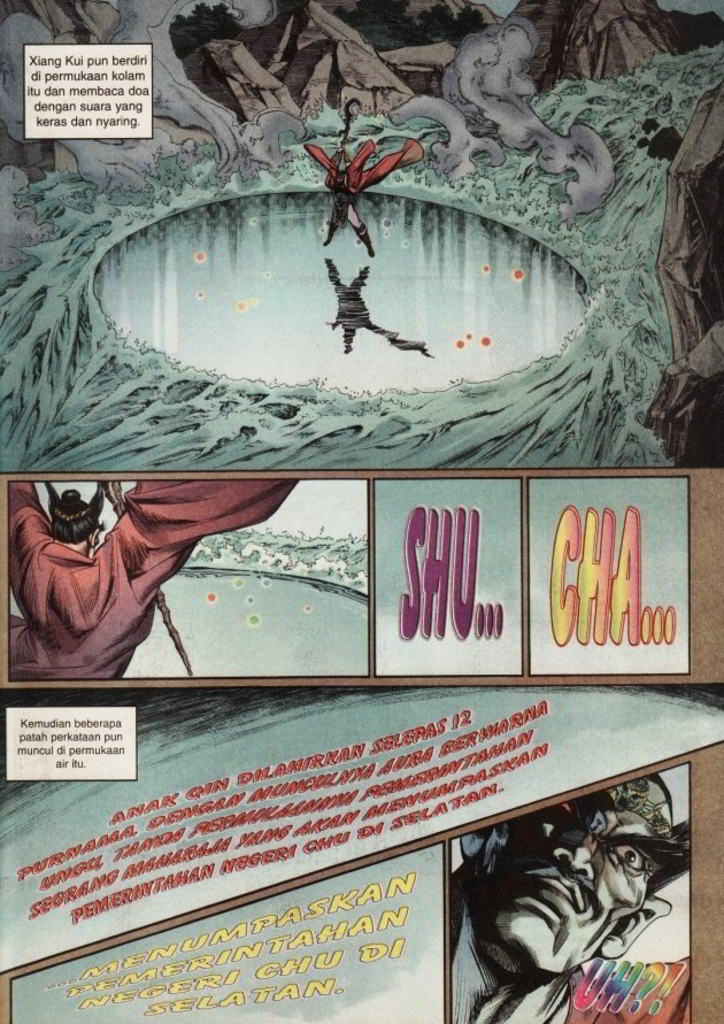 Xiang Kui pun berdiri
di permukaan kolam
itu dan membaca doa
dengan suara yang
keras dan nyaring.
SHU...
CHA...
Kemudian beberapa
patah perkataan pun
muncul di permukaan
air itu.
ANAK QIN DILAHIRKAN SELEPAS 12
PURNAMA. DENGAN MUNCULNYA AURA BERWARNA
UNGU, TANDA PERMULAANNYA PEMERINTAHAN
SEORANG MAHARAJA YANG AKAN MENUMPASKAN
PEMERINTAHAN NEGERI CHU DI SELATAN.
...MENUMPASKAN
PEMERINTAHAN
NEGERI CHU DI
SELATAN.
UH?!